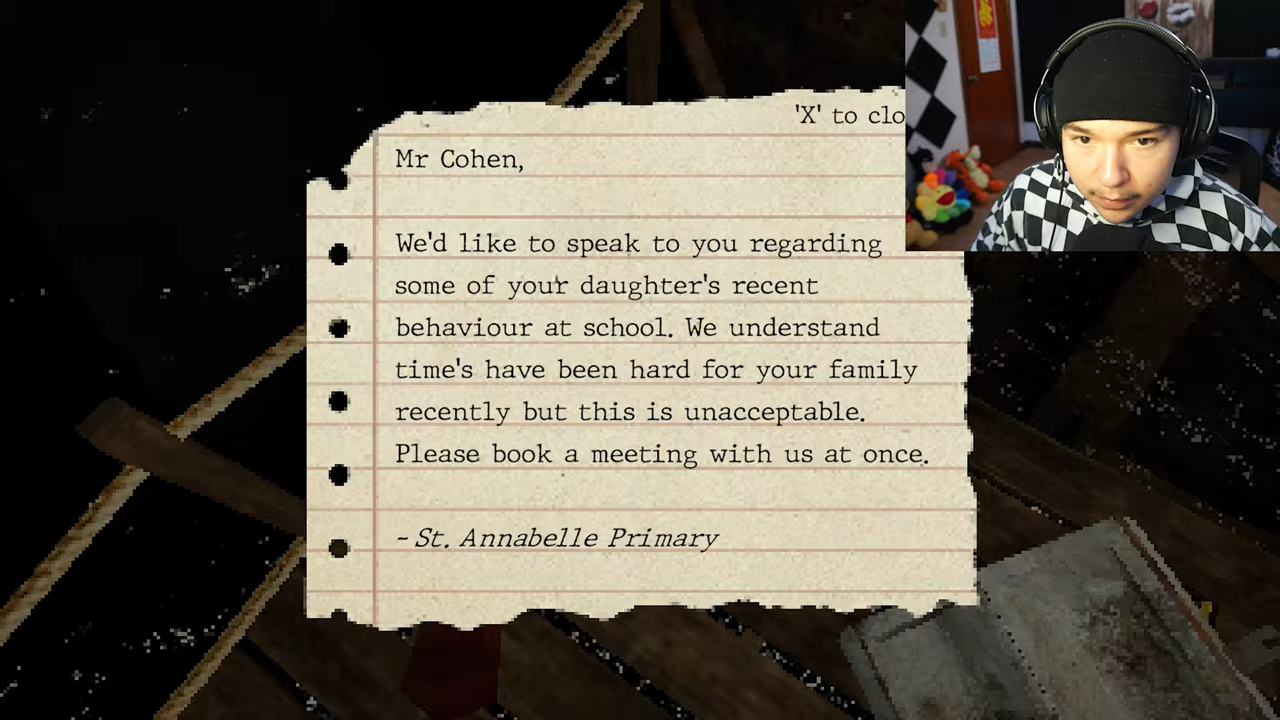 'X' to clo
Mr Cohen,
We'd like to speak to you regarding
some of your daughter's recent
behaviour at school. We understand
time's have been hard for your family
recently but this is unacceptable.
Please book a meeting with us at once.
- St. Annabelle Primary